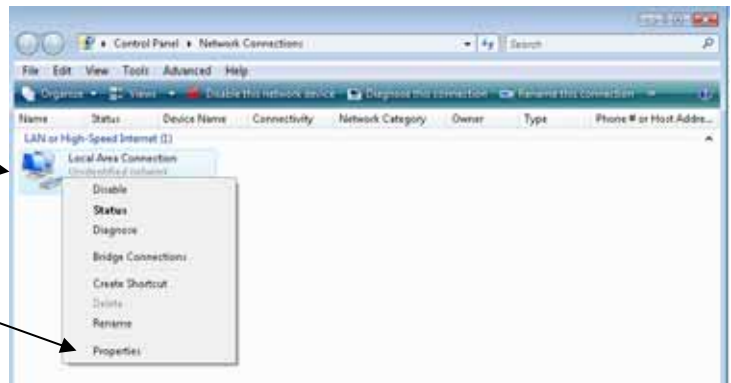 Control Panel Network Connections Search
File Edit View Tools Advanced Help
Organize Views Disable this network device Diagnose this connection Rename this connection
Name Status Device Name Connectivity Network Category Owner Type Phone # or Host Addre...
LAN or High-Speed Internet (1)
Local Area Connection
Unidentified network
Disable
Status
Diagnose
Bridge Connections
Create Shortcut
Delete
Rename
Properties